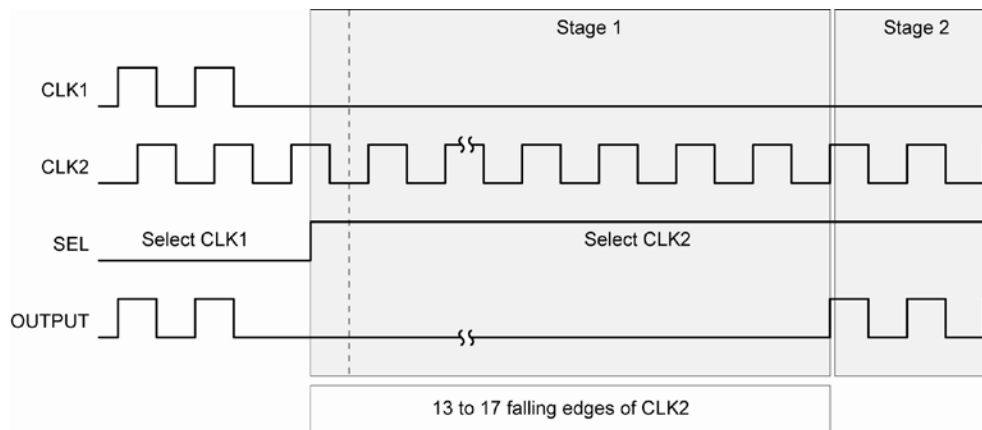 Stage 1
Stage 2
CLK1
CLK2
SEL
Select CLK1
Select CLK2
OUTPUT
13 to 17 falling edges of CLK2